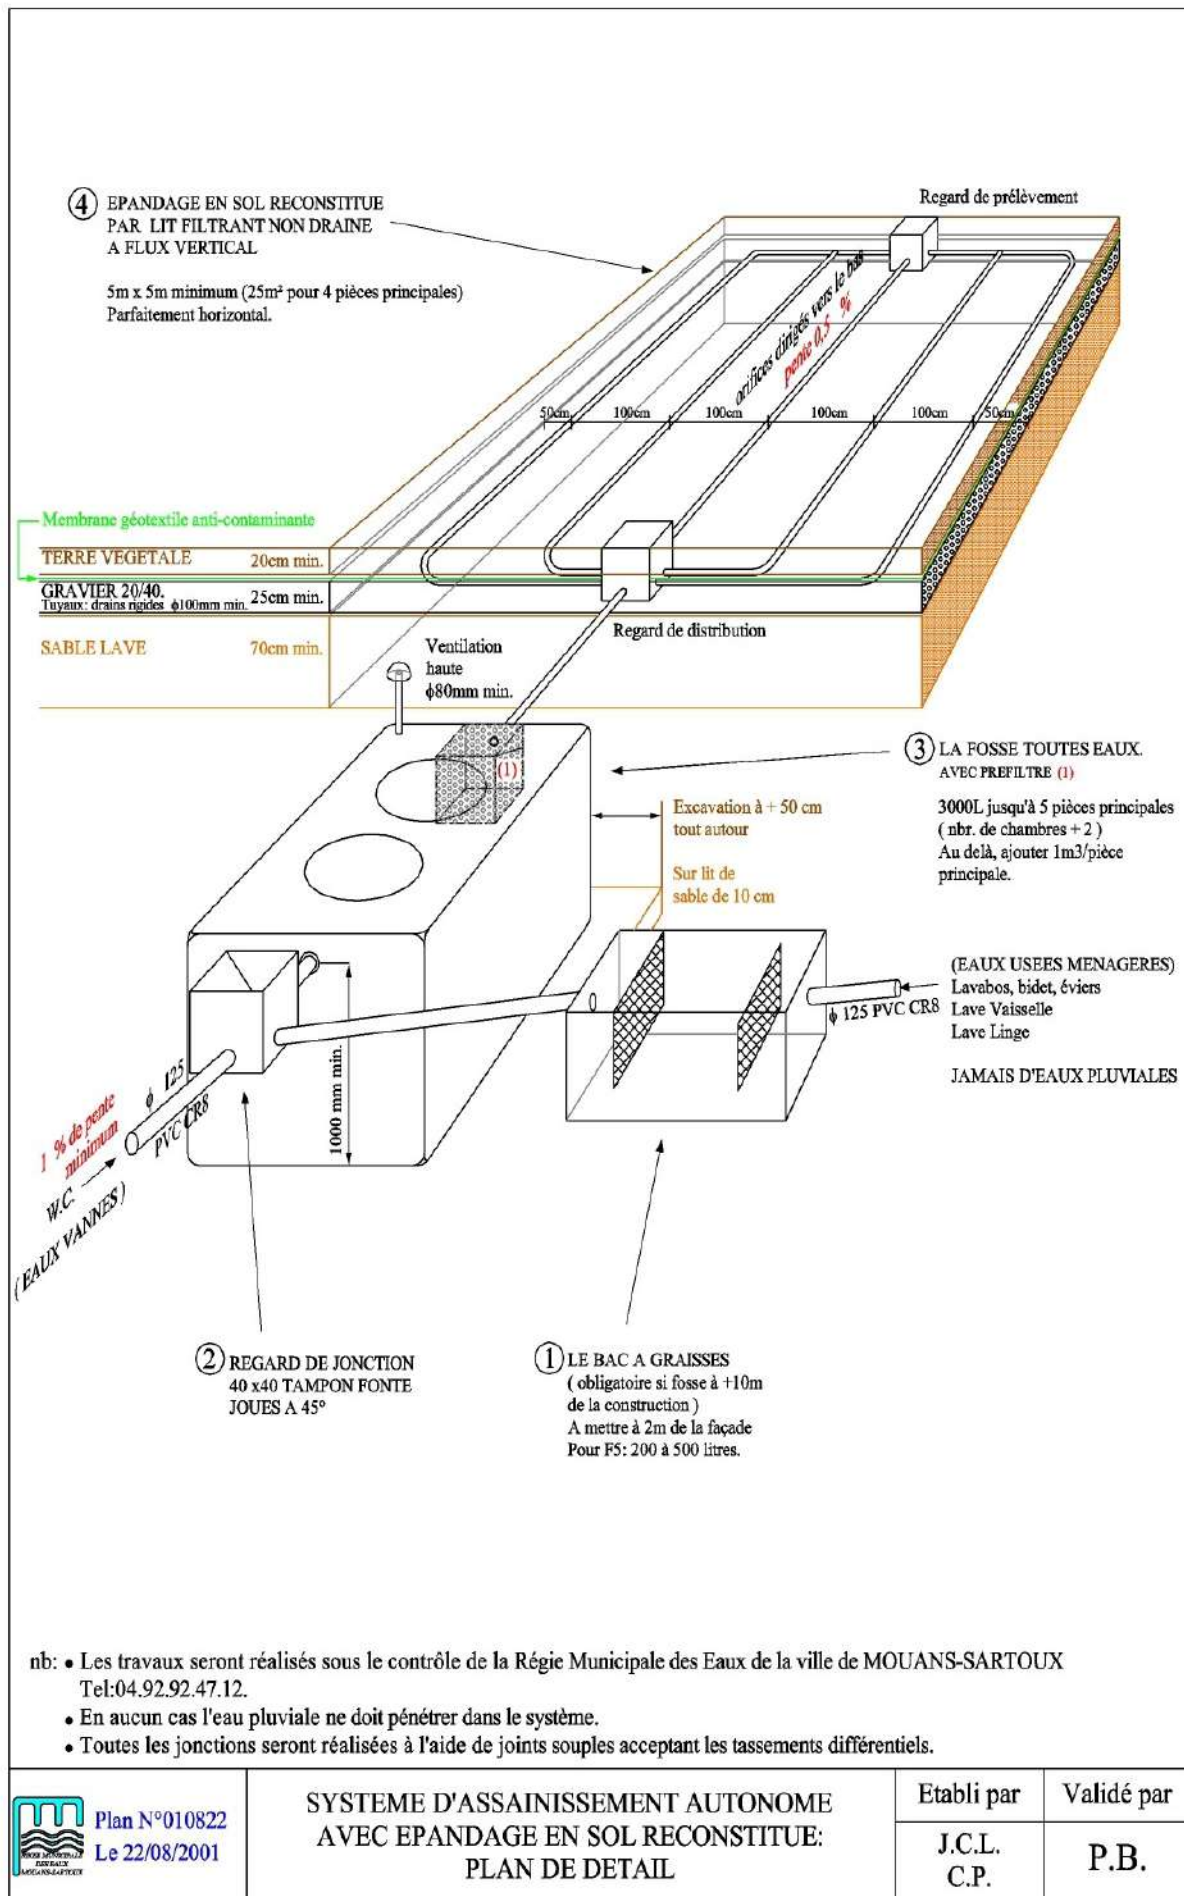 ④ EPANDAGE EN SOL RECONSTITUE
PAR LIT FILTRANT NON DRAINE
A FLUX VERTICAL
5m x 5m minimum (25m² pour 4 pièces principales)
Parfaitement horizontal.
Regard de prélèvement
orifices dirigés vers le bas
pente 0,5 %
50cm 100cm 100cm 100cm 100cm 50cm
Membrane géotextile anti-contaminante
TERRE VEGETALE 20cm min.
GRAVIER 20/40.
Tuyaux: drains rigides ϕ100mm min. 25cm min.
SABLE LAVE 70cm min.
Regard de distribution
Ventilation
haute
ϕ80mm min.
(1)
③ LA FOSSE TOUTES EAUX.
AVEC PREFILTRE (1)
3000L jusqu'à 5 pièces principales
( nbr. de chambres + 2 )
Au delà, ajouter 1m3/pièce
principale.
Excavation à + 50 cm
tout autour
Sur lit de
sable de 10 cm
(EAUX USEES MENAGERES)
Lavabos, bidet, éviers
Lave Vaisselle
Lave Linge
JAMAIS D'EAUX PLUVIALES
ϕ 125 PVC CR8
1000 mm min.
ϕ 125
PVC CR8
1 % de pente
minimum
W.C.
( EAUX VANNES )
② REGARD DE JONCTION
40 x40 TAMPON FONTE
JOUES A 45°
① LE BAC A GRAISSES
( obligatoire si fosse à +10m
de la construction )
A mettre à 2m de la façade
Pour F5: 200 à 500 litres.
nb: • Les travaux seront réalisés sous le contrôle de la Régie Municipale des Eaux de la ville de MOUANS-SARTOUX
Tel:04.92.92.47.12.
• En aucun cas l'eau pluviale ne doit pénétrer dans le système.
• Toutes les jonctions seront réalisées à l'aide de joints souples acceptant les tassements différentiels.
REGIE MUNICIPALE
DES EAUX
MOUANS-SARTOUX
Plan N°010822
Le 22/08/2001
SYSTEME D'ASSAINISSEMENT AUTONOME
AVEC EPANDAGE EN SOL RECONSTITUE:
PLAN DE DETAIL
Etabli par
J.C.L.
C.P.
Validé par
P.B.